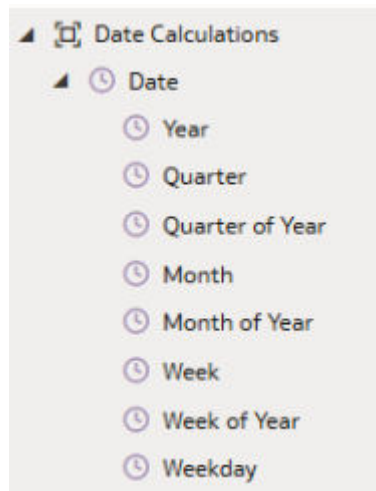 Date Calculations
Date
Year
Quarter
Quarter of Year
Month
Month of Year
Week
Week of Year
Weekday